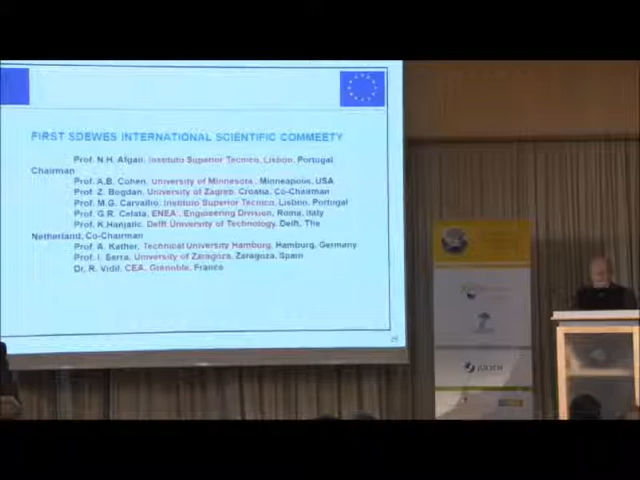 FIRST SDEWES INTERNATIONAL SCIENTIFIC COMMEETY
Prof. N.H. Afgan, Instituto Superior Tecnico, Lisbon, Portugal
Chairman
Prof. A.B. Cohen, University of Minnesota, Minneapolis, USA
Prof. Z. Bogdan, University of Zagreb, Croatia, Co-Chairman
Prof. M.G. Carvalho, Instituto Superior Tecnico, Lisbon, Portugal
Prof. G.R. Celata, ENEA, Engineering Division, Roma, Italy
Prof. K.Hanjalic, Delft University of Technology, Delft, The
Netherland, Co-Chairman
Prof. A. Kather, Technical University Hamburg, Hamburg, Germany
Prof. I. Serra, University of Zaragoza, Zaragoza, Spain
Dr. R. Vidil, CEA, Grenoble, France